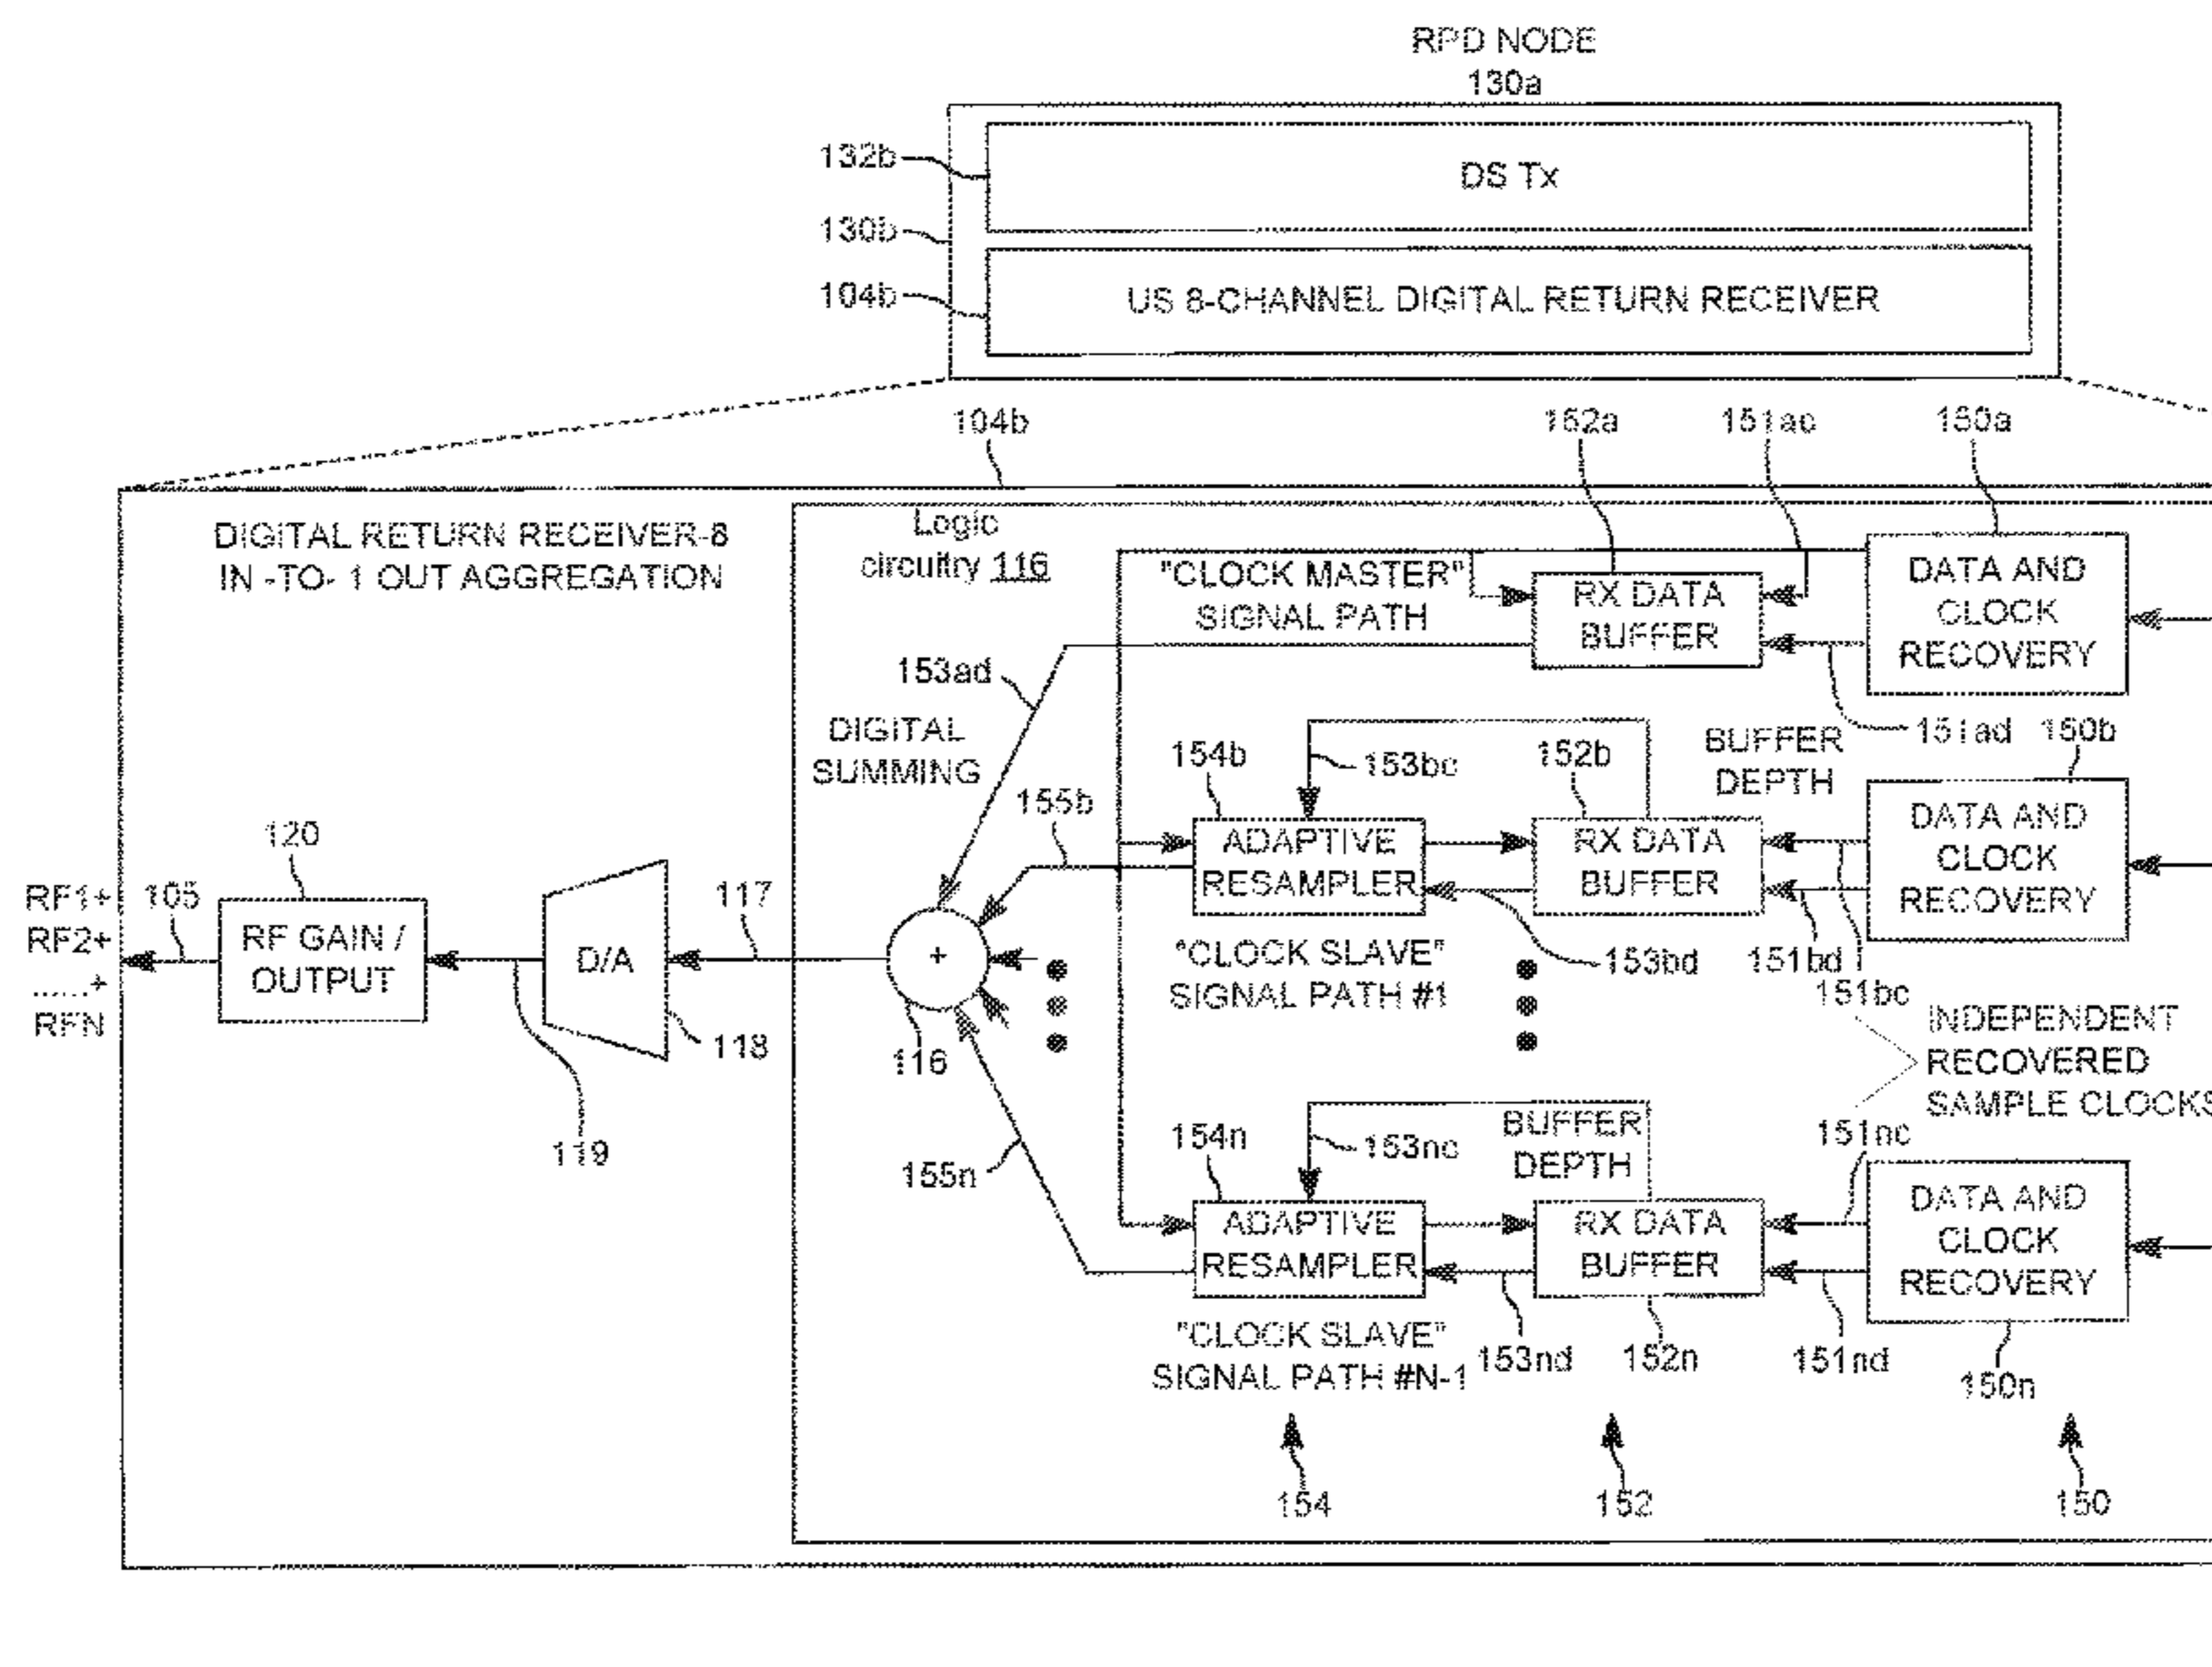 RPD NODE
130a
132b
DS Tx
130b
104b
US 8-CHANNEL DIGITAL RETURN RECEIVER
104b
152a
151ac
150a
DIGITAL RETURN RECEIVER-8
IN -TO- 1 OUT AGGREGATION
Logic
circuitry 116
"CLOCK MASTER"
SIGNAL PATH
RX DATA
BUFFER
DATA AND
CLOCK
RECOVERY
153ad
151ad
150b
DIGITAL
SUMMING
154b
153bc
152b
BUFFER
DEPTH
155b
ADAPTIVE
RESAMPLER
RX DATA
BUFFER
DATA AND
CLOCK
RECOVERY
120
RF1+
RF2+
......+
RFN
105
RF GAIN /
OUTPUT
D/A
117
+
"CLOCK SLAVE"
SIGNAL PATH #1
153bd
151bd
151bc
118
116
119
INDEPENDENT
RECOVERED
SAMPLE CLOCKS
155n
154n
153nc
BUFFER
DEPTH
151nc
ADAPTIVE
RESAMPLER
RX DATA
BUFFER
DATA AND
CLOCK
RECOVERY
"CLOCK SLAVE"
SIGNAL PATH #N-1
153nd
152n
151nd
150n
154
152
150